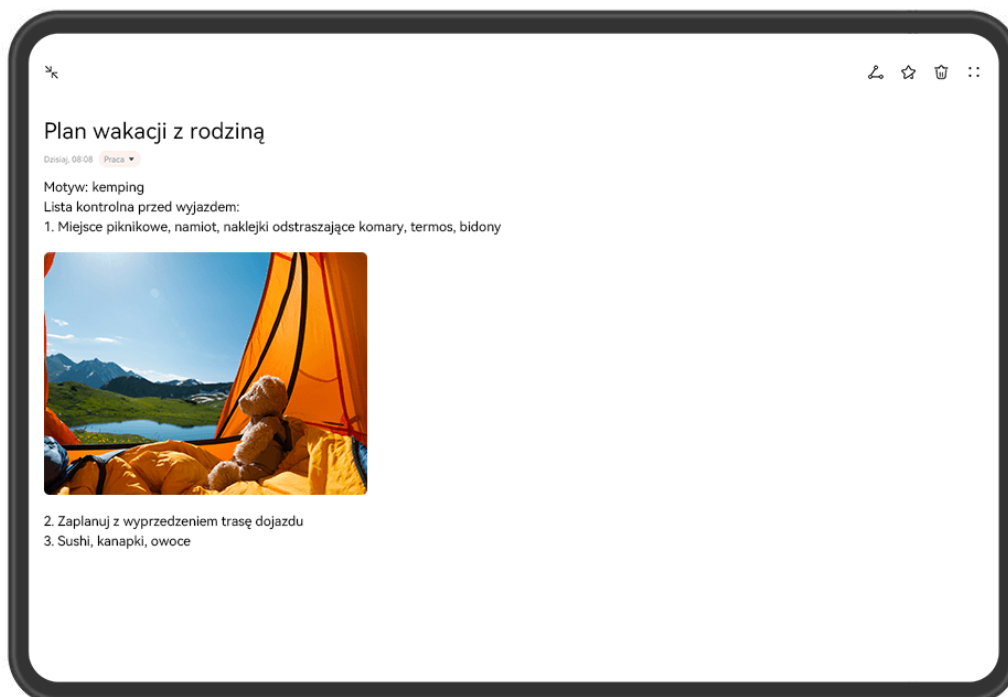 Plan wakacji z rodziną
Dzisiaj, 08:08 Praca
Motyw: kemping
Lista kontrolna przed wyjazdem:
1. Miejsce piknikowe, namiot, naklejki odstraszające komary, termos, bidony
2. Zaplanuj z wyprzedzeniem trasę dojazdu
3. Sushi, kanapki, owoce